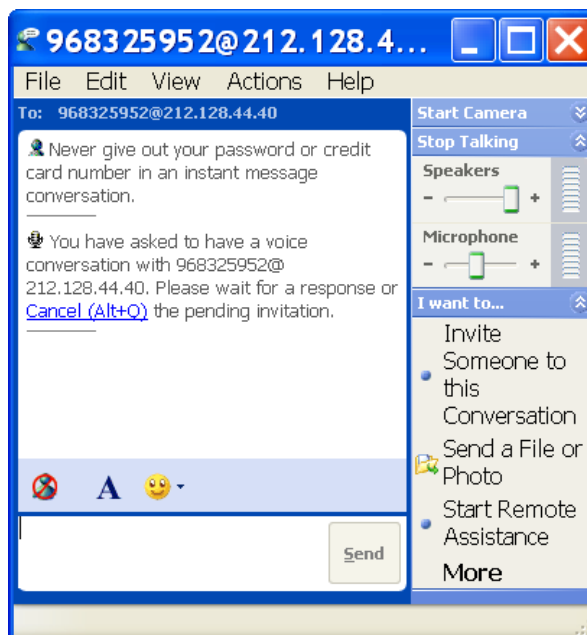 968325952@212.128.4...
File Edit View Actions Help
To: 968325952@212.128.44.40
Never give out your password or credit
card number in an instant message
conversation.
You have asked to have a voice
conversation with 968325952@
212.128.44.40. Please wait for a response or
Cancel (Alt+Q) the pending invitation.
A
Send
Start Camera
Stop Talking
Speakers
- +
Microphone
- +
I want to...
Invite
Someone to
this
Conversation
Send a File or
Photo
Start Remote
Assistance
More